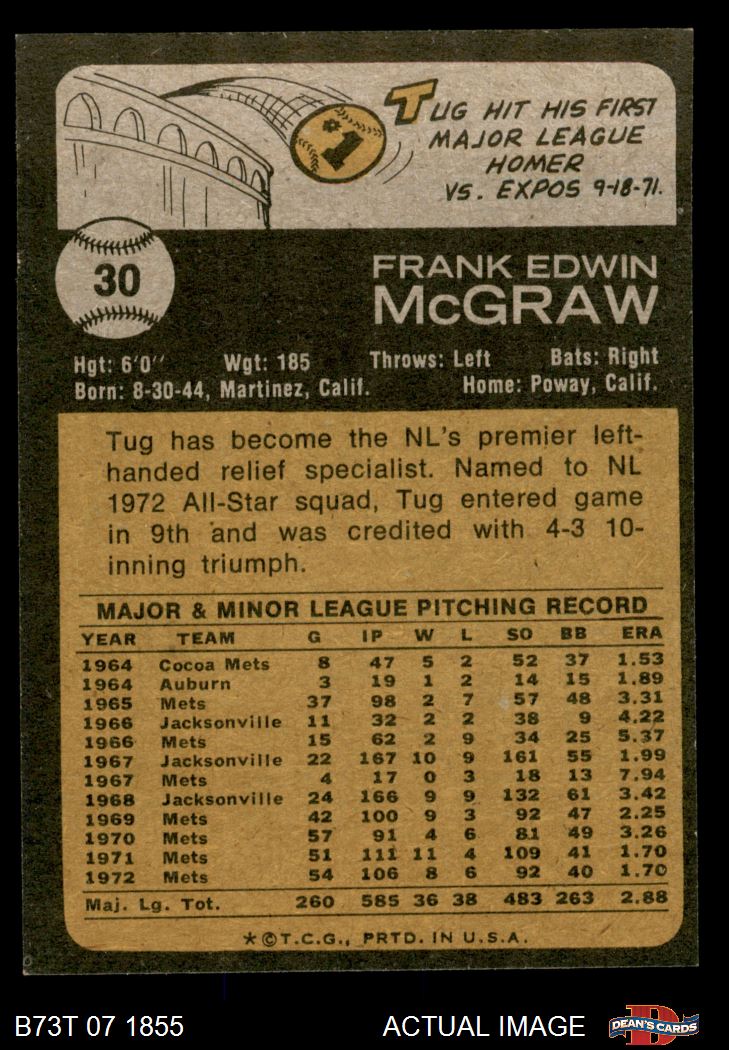 #1
TUG HIT HIS FIRST
MAJOR LEAGUE
HOMER
VS. EXPOS 9-18-71.
30
FRANK EDWIN
McGRAW
Hgt: 6'0'' Wgt: 185 Throws: Left Bats: Right
Born: 8-30-44, Martinez, Calif. Home: Poway, Calif.
Tug has become the NL's premier left-
handed relief specialist. Named to NL
1972 All-Star squad, Tug entered game
in 9th and was credited with 4-3 10-
inning triumph.
MAJOR & MINOR LEAGUE PITCHING RECORD
YEAR TEAM G IP W L SO BB ERA
1964 Cocoa Mets 8 47 5 2 52 37 1.53
1964 Auburn 3 19 1 2 14 15 1.89
1965 Mets 37 98 2 7 57 48 3.31
1966 Jacksonville 11 32 2 2 38 9 4.22
1966 Mets 15 62 2 9 34 25 5.37
1967 Jacksonville 22 167 10 9 161 55 1.99
1967 Mets 4 17 0 3 18 13 7.94
1968 Jacksonville 24 166 9 9 132 61 3.42
1969 Mets 42 100 9 3 92 47 2.25
1970 Mets 57 91 4 6 81 49 3.26
1971 Mets 51 111 11 4 109 41 1.70
1972 Mets 54 106 8 6 92 40 1.70
Maj. Lg. Tot. 260 585 36 38 483 263 2.88
*©T.C.G., PRTD. IN U.S.A.
B73T 07 1855 ACTUAL IMAGE
D
DEAN'S CARDS